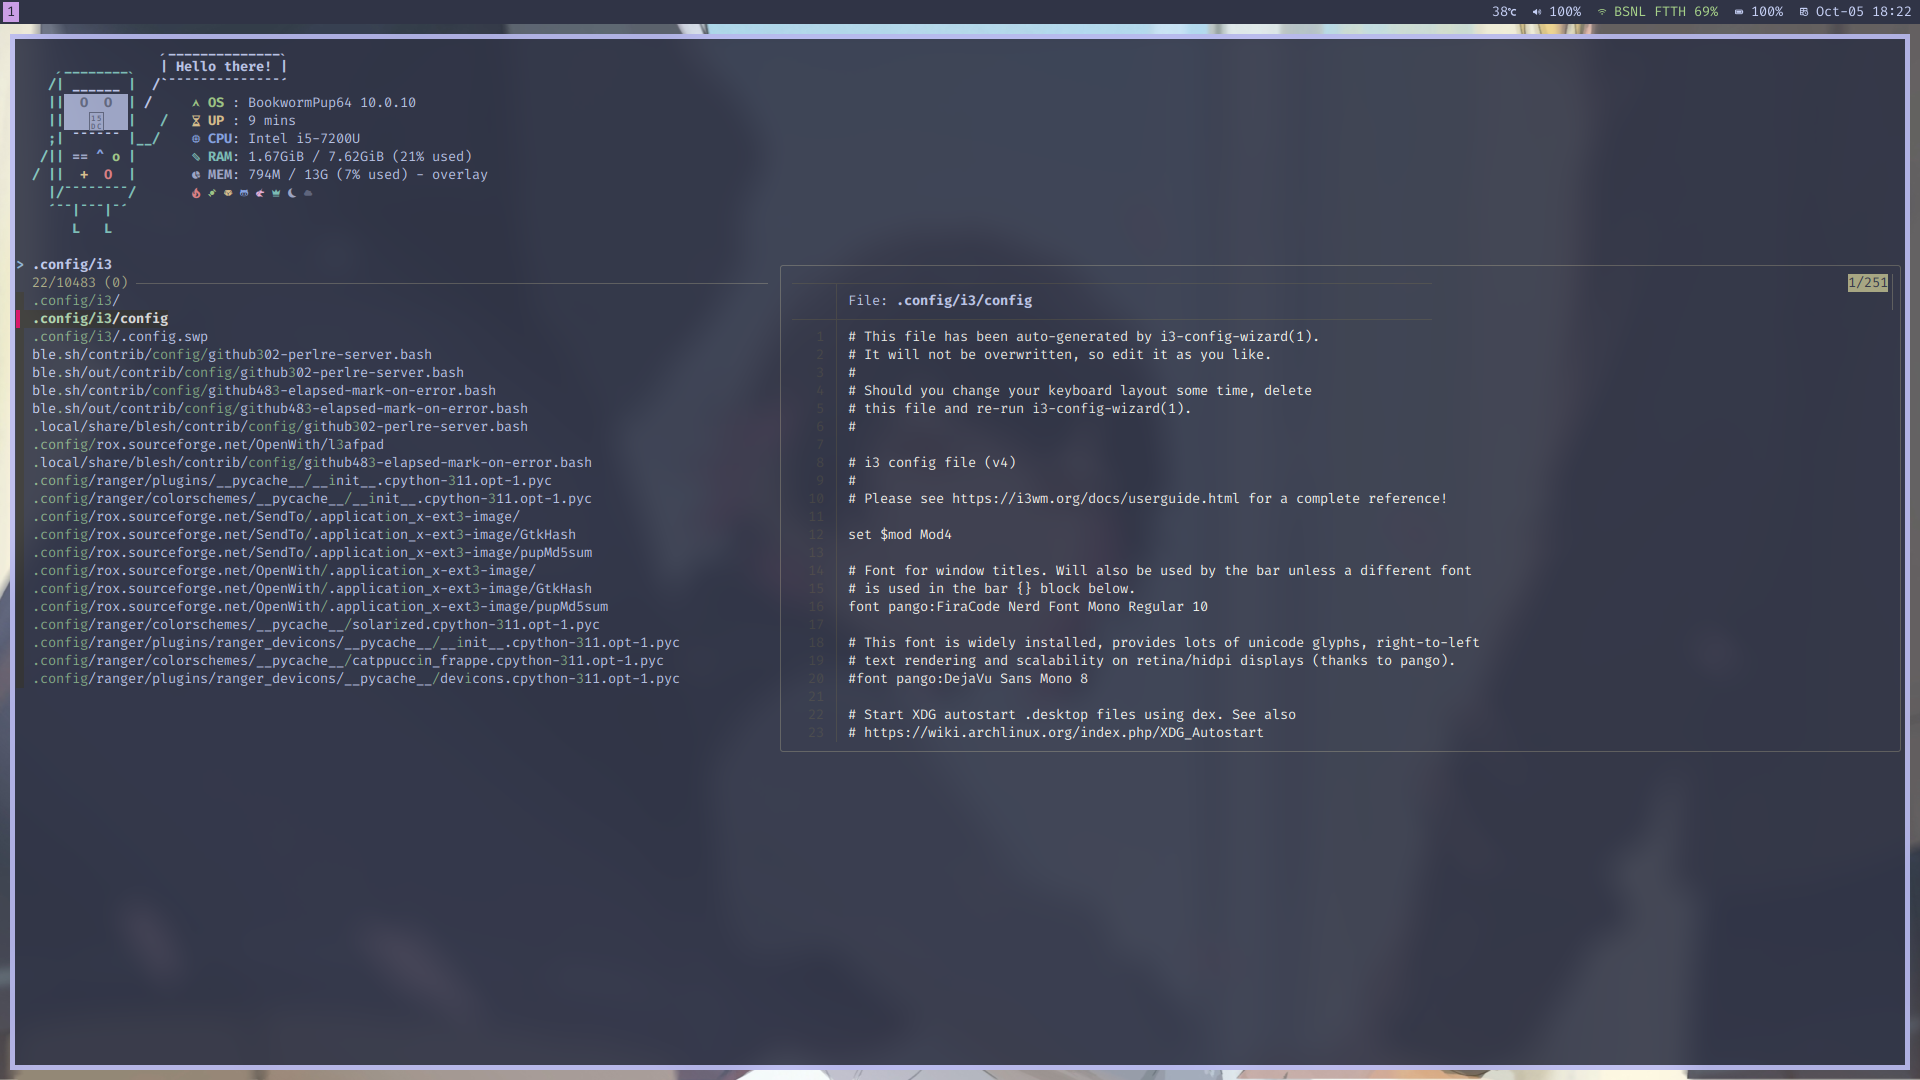 1
38℃ 100% BSNL FTTH 69% 100% Oct-05 18:22
| Hello there! |
OS : BookwormPup64 10.0.10
UP : 9 mins
CPU: Intel i5-7200U
RAM: 1.67GiB / 7.62GiB (21% used)
MEM: 794M / 13G (7% used) - overlay
> .config/i3
22/10483 (0)
.config/i3/
.config/i3/config
.config/i3/.config.swp
ble.sh/contrib/config/github302-perlre-server.bash
ble.sh/out/contrib/config/github302-perlre-server.bash
ble.sh/contrib/config/github483-elapsed-mark-on-error.bash
ble.sh/out/contrib/config/github483-elapsed-mark-on-error.bash
.local/share/blesh/contrib/config/github302-perlre-server.bash
.config/rox.sourceforge.net/OpenWith/l3afpad
.local/share/blesh/contrib/config/github483-elapsed-mark-on-error.bash
.config/ranger/plugins/__pycache__/__init__.cpython-311.opt-1.pyc
.config/ranger/colorschemes/__pycache__/__init__.cpython-311.opt-1.pyc
.config/rox.sourceforge.net/SendTo/.application_x-ext3-image/
.config/rox.sourceforge.net/SendTo/.application_x-ext3-image/GtkHash
.config/rox.sourceforge.net/SendTo/.application_x-ext3-image/pupMd5sum
.config/rox.sourceforge.net/OpenWith/.application_x-ext3-image/
.config/rox.sourceforge.net/OpenWith/.application_x-ext3-image/GtkHash
.config/rox.sourceforge.net/OpenWith/.application_x-ext3-image/pupMd5sum
.config/ranger/colorschemes/__pycache__/solarized.cpython-311.opt-1.pyc
.config/ranger/plugins/ranger_devicons/__pycache__/__init__.cpython-311.opt-1.pyc
.config/ranger/colorschemes/__pycache__/catppuccin_frappe.cpython-311.opt-1.pyc
.config/ranger/plugins/ranger_devicons/__pycache__/devicons.cpython-311.opt-1.pyc
1/251
File: .config/i3/config
1 # This file has been auto-generated by i3-config-wizard(1).
2 # It will not be overwritten, so edit it as you like.
3 #
4 # Should you change your keyboard layout some time, delete
5 # this file and re-run i3-config-wizard(1).
6 #
7
8 # i3 config file (v4)
9 #
10 # Please see https://i3wm.org/docs/userguide.html for a complete reference!
11
12 set $mod Mod4
13
14 # Font for window titles. Will also be used by the bar unless a different font
15 # is used in the bar {} block below.
16 font pango:FiraCode Nerd Font Mono Regular 10
17
18 # This font is widely installed, provides lots of unicode glyphs, right-to-left
19 # text rendering and scalability on retina/hidpi displays (thanks to pango).
20 #font pango:DejaVu Sans Mono 8
21
22 # Start XDG autostart .desktop files using dex. See also
23 # https://wiki.archlinux.org/index.php/XDG_Autostart